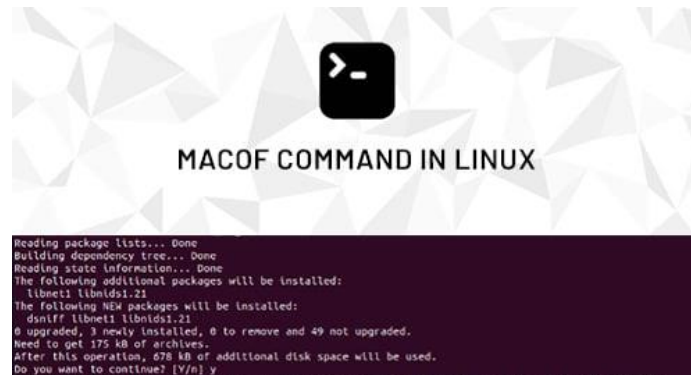 MACOF COMMAND IN LINUX
Reading package lists... Done
Building dependency tree... Done
Reading state information... Done
The following additional packages will be installed:
libnet1 libnids1.21
The following NEW packages will be installed:
dsniff libnet1 libnids1.21
0 upgraded, 3 newly installed, 0 to remove and 49 not upgraded.
Need to get 175 kB of archives.
After this operation, 678 kB of additional disk space will be used.
Do you want to continue? [Y/n] y